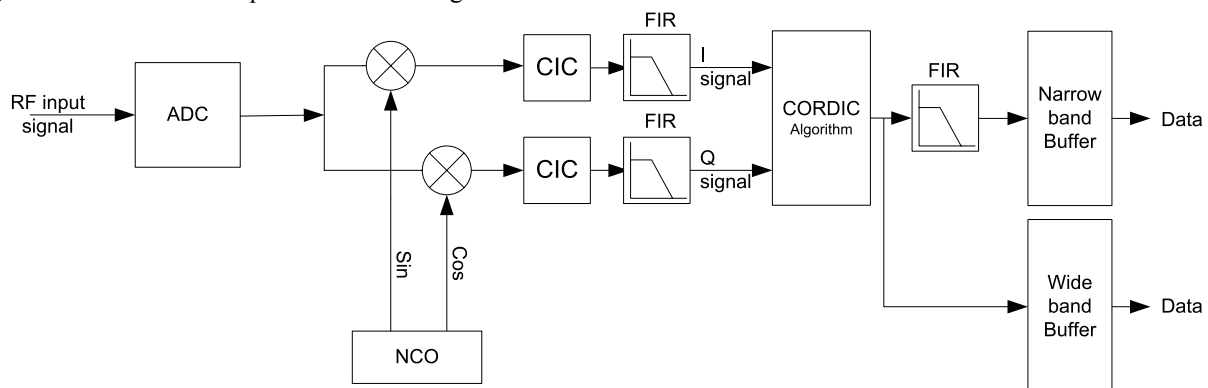 RF input
signal
ADC
CIC
FIR
I
signal
CIC
FIR
Q
signal
Sin
Cos
NCO
CORDIC
Algorithm
FIR
Narrow
band
Buffer
Data
Wide
band
Buffer
Data